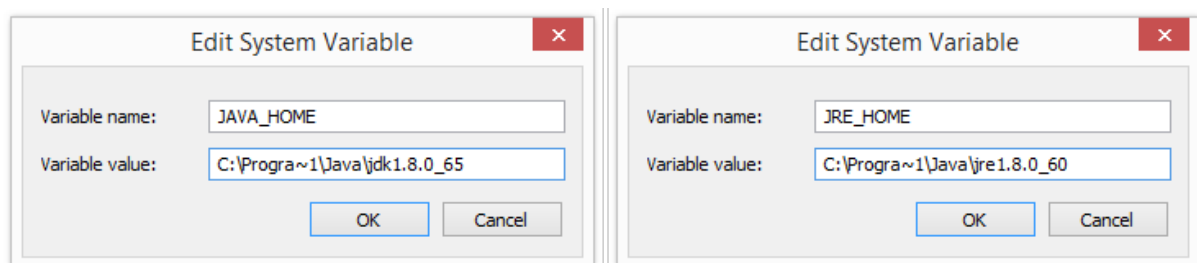 Edit System Variable
Variable name: JAVA_HOME
Variable value: C:\Progra~1\Java\jdk1.8.0_65
OK Cancel
Edit System Variable
Variable name: JRE_HOME
Variable value: C:\Progra~1\Java\jre1.8.0_60
OK Cancel